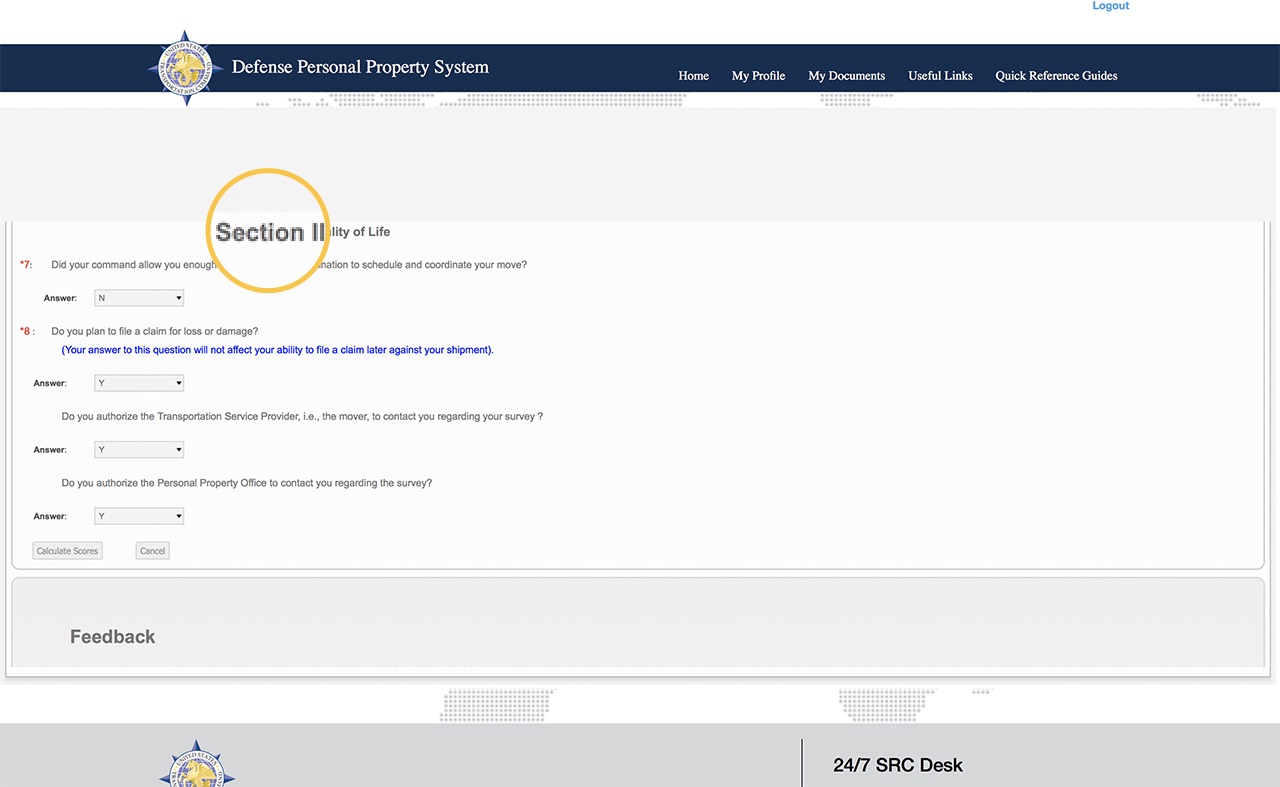 Logout
Defense Personal Property System
Home My Profile My Documents Useful Links Quick Reference Guides
Section II lity of Life
*7: Did your command allow you enough nation to schedule and coordinate your move?
Answer: N
*8 : Do you plan to file a claim for loss or damage?
(Your answer to this question will not affect your ability to file a claim later against your shipment).
Answer: Y
Do you authorize the Transportation Service Provider, i.e., the mover, to contact you regarding your survey ?
Answer: Y
Do you authorize the Personal Property Office to contact you regarding the survey?
Answer: Y
Calculate Scores Cancel
Feedback
UNITED STATES
24/7 SRC Desk